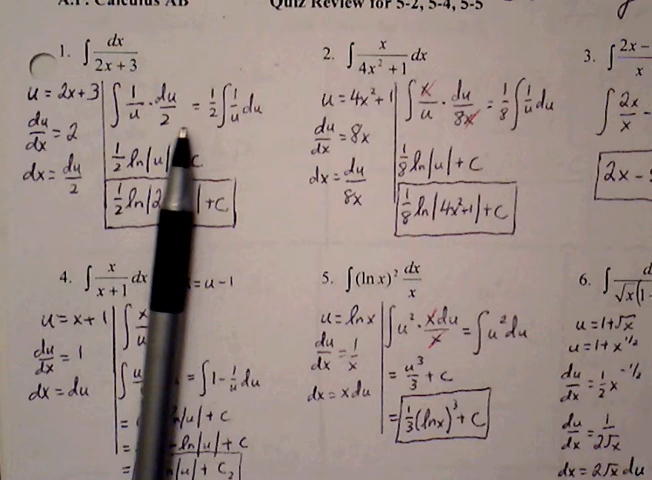 A.P. Calculus AB Quiz Review for 5-2, 5-4, 5-5
1. ∫ dx/(2x + 3)
u = 2x+3
du/dx = 2
dx = du/2
∫ 1/u · du/2 = 1/2 ∫ 1/u du
1/2 ln|u| C
1/2 ln|2 | + C
2. ∫ x/(4x² + 1) dx
u = 4x²+1
du/dx = 8x
dx = du/8x
∫ x/u · du/8x = 1/8 ∫ 1/u du
1/8 ln|u| + C
1/8 ln|4x²+1| + C
3. ∫ 2x −
x
∫ 2x/x −
2x −
4. ∫ x/(x + 1) dx
= u − 1
u = x + 1
du/dx = 1
dx = du
∫ x/u
∫ u = ∫ 1 − 1/u du
= |u| + C
= − ln|u| + C
= ln|u| + C₂
5. ∫ (ln x)² dx/x
u = ln x
du/dx = 1/x
dx = x du
∫ u² · x du/x = ∫ u² du
= u³/3 + C
= 1/3 (ln x)³ + C
6. ∫ d
√x(1
u = 1 + √x
u = 1 + x^1/2
du/dx = 1/2 x^-1/2
du/dx = 1/2√x
dx = 2√x du